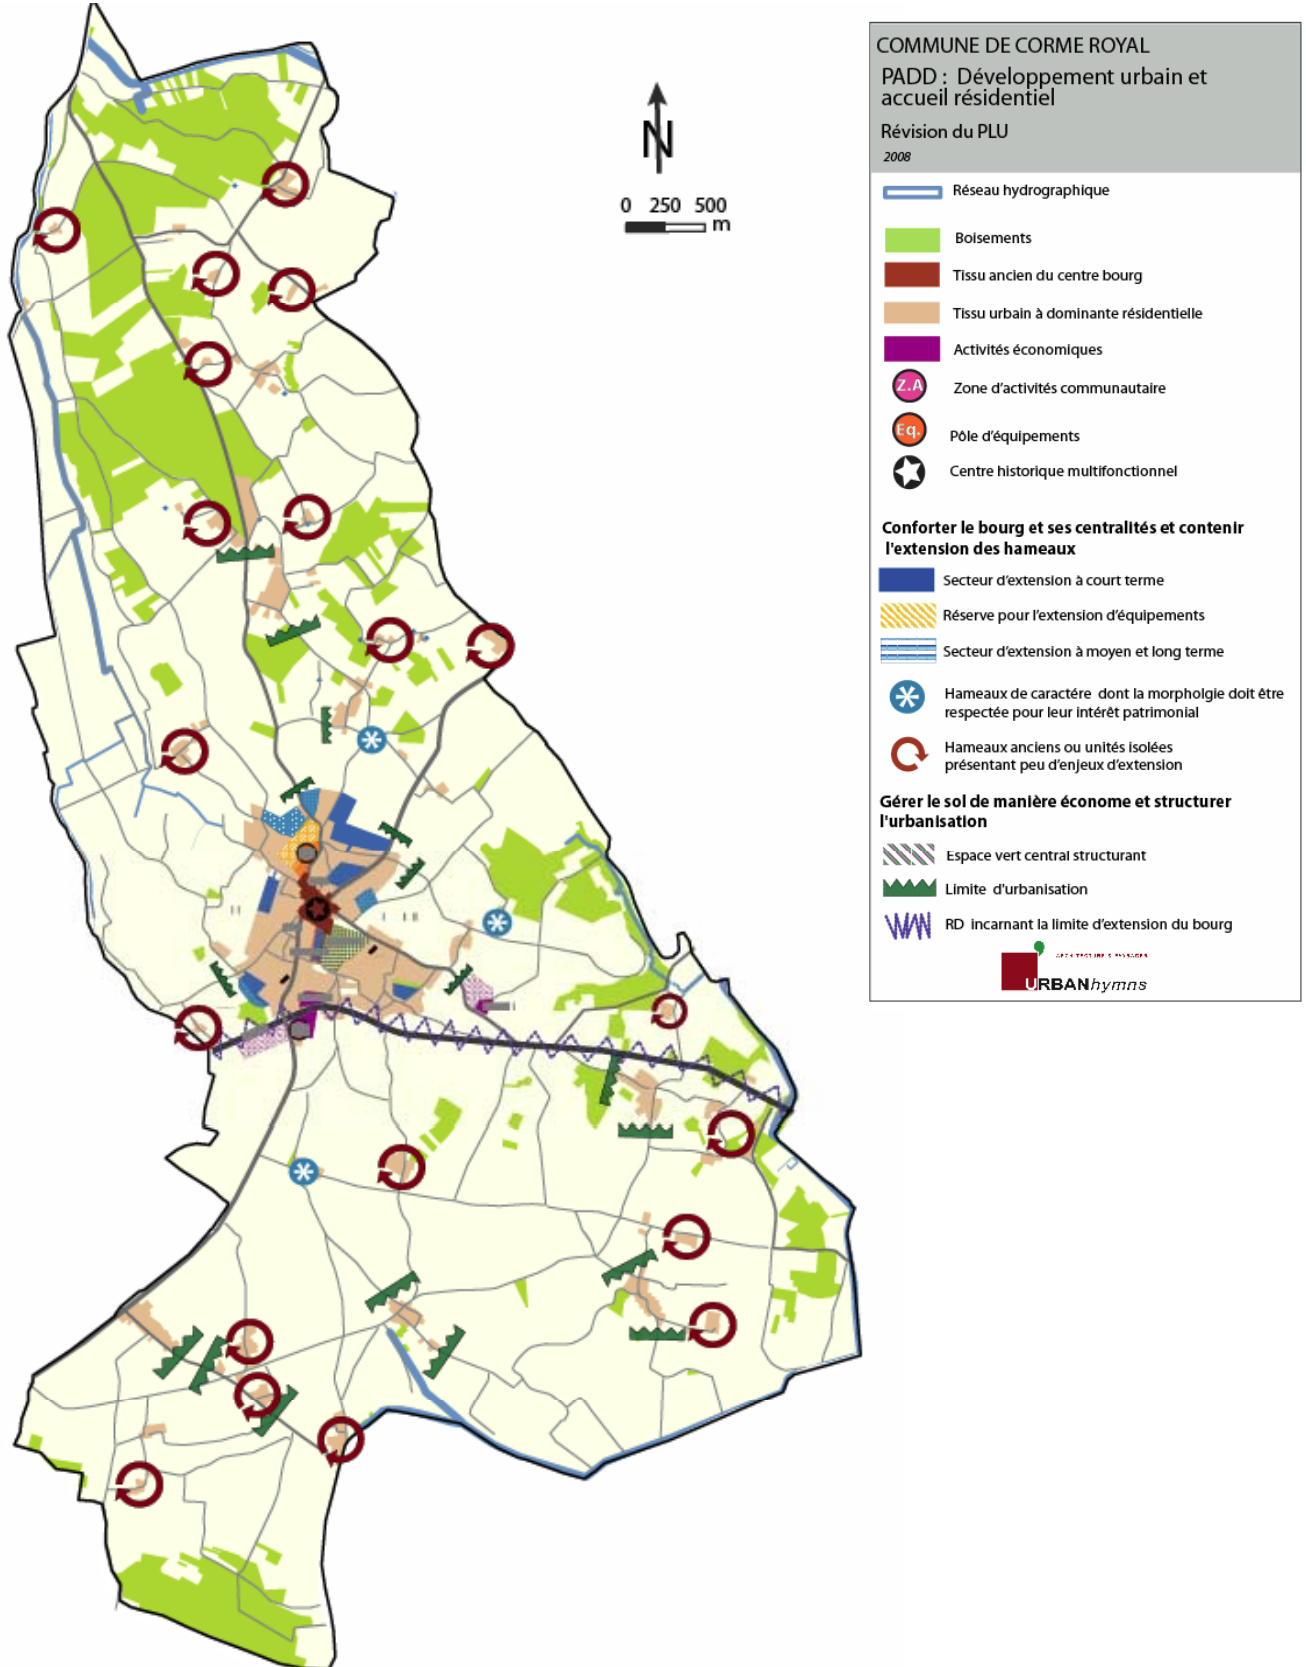 COMMUNE DE CORME ROYAL
PADD : Développement urbain et
accueil résidentiel
Révision du PLU
2008
N
0 250 500
m
Réseau hydrographique
Boisements
Tissu ancien du centre bourg
Tissu urbain à dominante résidentielle
Activités économiques
Z.A
Zone d'activités communautaire
Eq.
Pôle d'équipements
Centre historique multifonctionnel
Conforter le bourg et ses centralités et contenir
l'extension des hameaux
Secteur d'extension à court terme
Réserve pour l'extension d'équipements
Secteur d'extension à moyen et long terme
Hameaux de caractére dont la morpholgie doit être
respectée pour leur intérêt patrimonial
Hameaux anciens ou unités isolées
présentant peu d'enjeux d'extension
Gérer le sol de manière économe et structurer
l'urbanisation
Espace vert central structurant
Limite d'urbanisation
RD incarnant la limite d'extension du bourg
ARCHITECTURE & PAYSAGES
URBANhymns